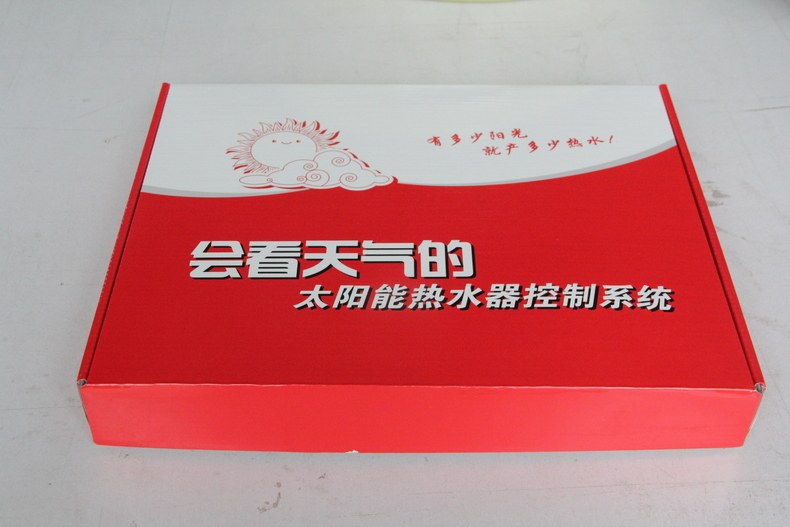 有多少阳光
就产多少热水！
会看天气的
太阳能热水器控制系统